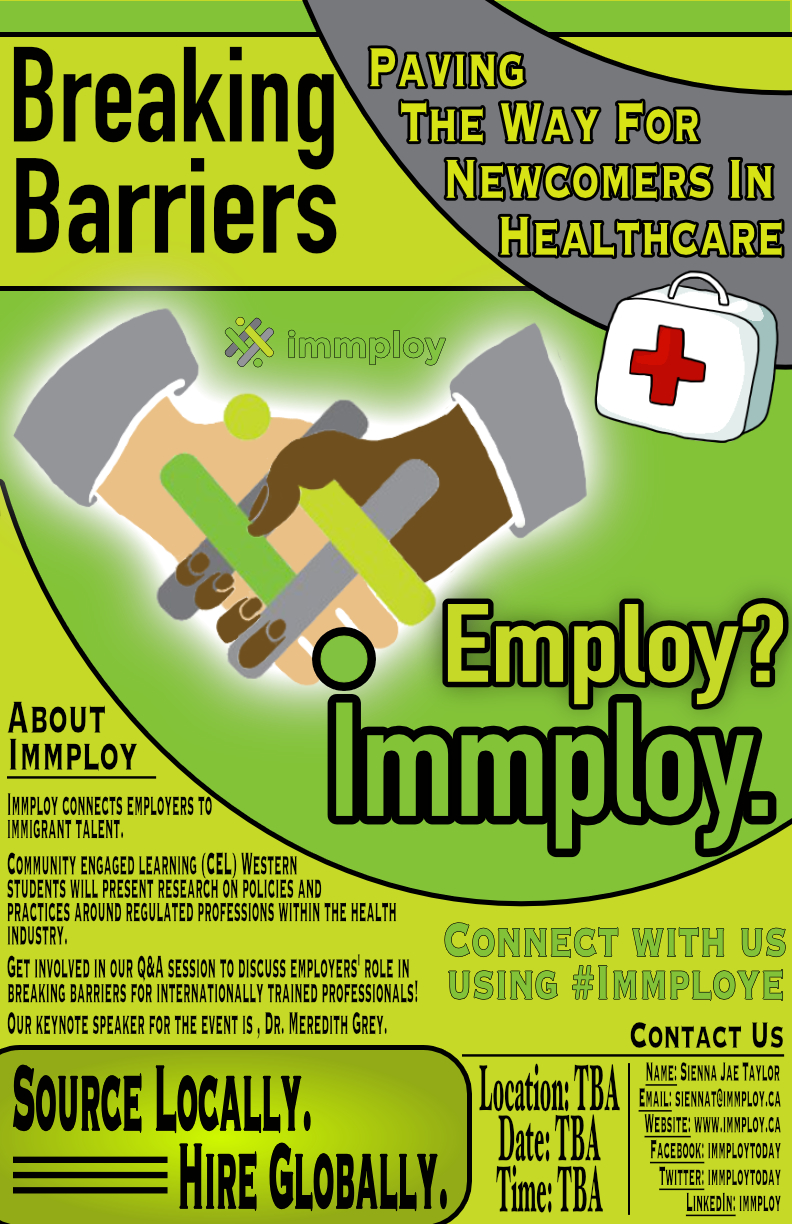 Breaking
Barriers
PAVING
THE WAY FOR
NEWCOMERS IN
HEALTHCARE
immploy
Employ?
Immploy.
ABOUT
IMMPLOY
IMMPLOY CONNECTS EMPLOYERS TO
IMMIGRANT TALENT.
COMMUNITY ENGAGED LEARNING (CEL) WESTERN
STUDENTS WILL PRESENT RESEARCH ON POLICIES AND
PRACTICES AROUND REGULATED PROFESSIONS WITHIN THE HEALTH
INDUSTRY.
GET INVOLVED IN OUR Q&A SESSION TO DISCUSS EMPLOYERS' ROLE IN
BREAKING BARRIERS FOR INTERNATIONALLY TRAINED PROFESSIONALS!
OUR KEYNOTE SPEAKER FOR THE EVENT IS , DR. MEREDITH GREY.
CONNECT WITH US
USING #IMMPLOYE
SOURCE LOCALLY.
HIRE GLOBALLY.
Location: TBA
Date: TBA
Time: TBA
CONTACT US
NAME: SIENNA JAE TAYLOR
EMAIL: SIENNAT@IMMPLOY.CA
WEBSITE: WWW.IMMPLOY.CA
FACEBOOK: IMMPLOYTODAY
TWITTER: IMMPLOYTODAY
LINKEDIN: IMMPLOY